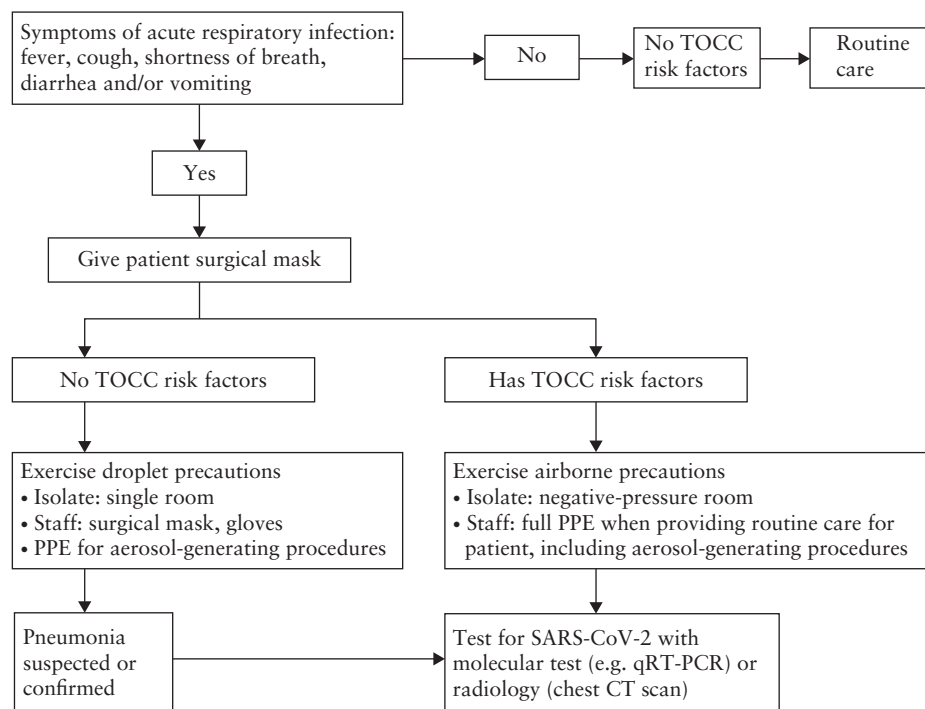 Symptoms of acute respiratory infection:
fever, cough, shortness of breath,
diarrhea and/or vomiting
No
No TOCC
risk factors
Routine
care
Yes
Give patient surgical mask
No TOCC risk factors
Has TOCC risk factors
Exercise droplet precautions
• Isolate: single room
• Staff: surgical mask, gloves
• PPE for aerosol-generating procedures
Exercise airborne precautions
• Isolate: negative-pressure room
• Staff: full PPE when providing routine care for
patient, including aerosol-generating procedures
Pneumonia
suspected or
confirmed
Test for SARS-CoV-2 with
molecular test (e.g. qRT-PCR) or
radiology (chest CT scan)